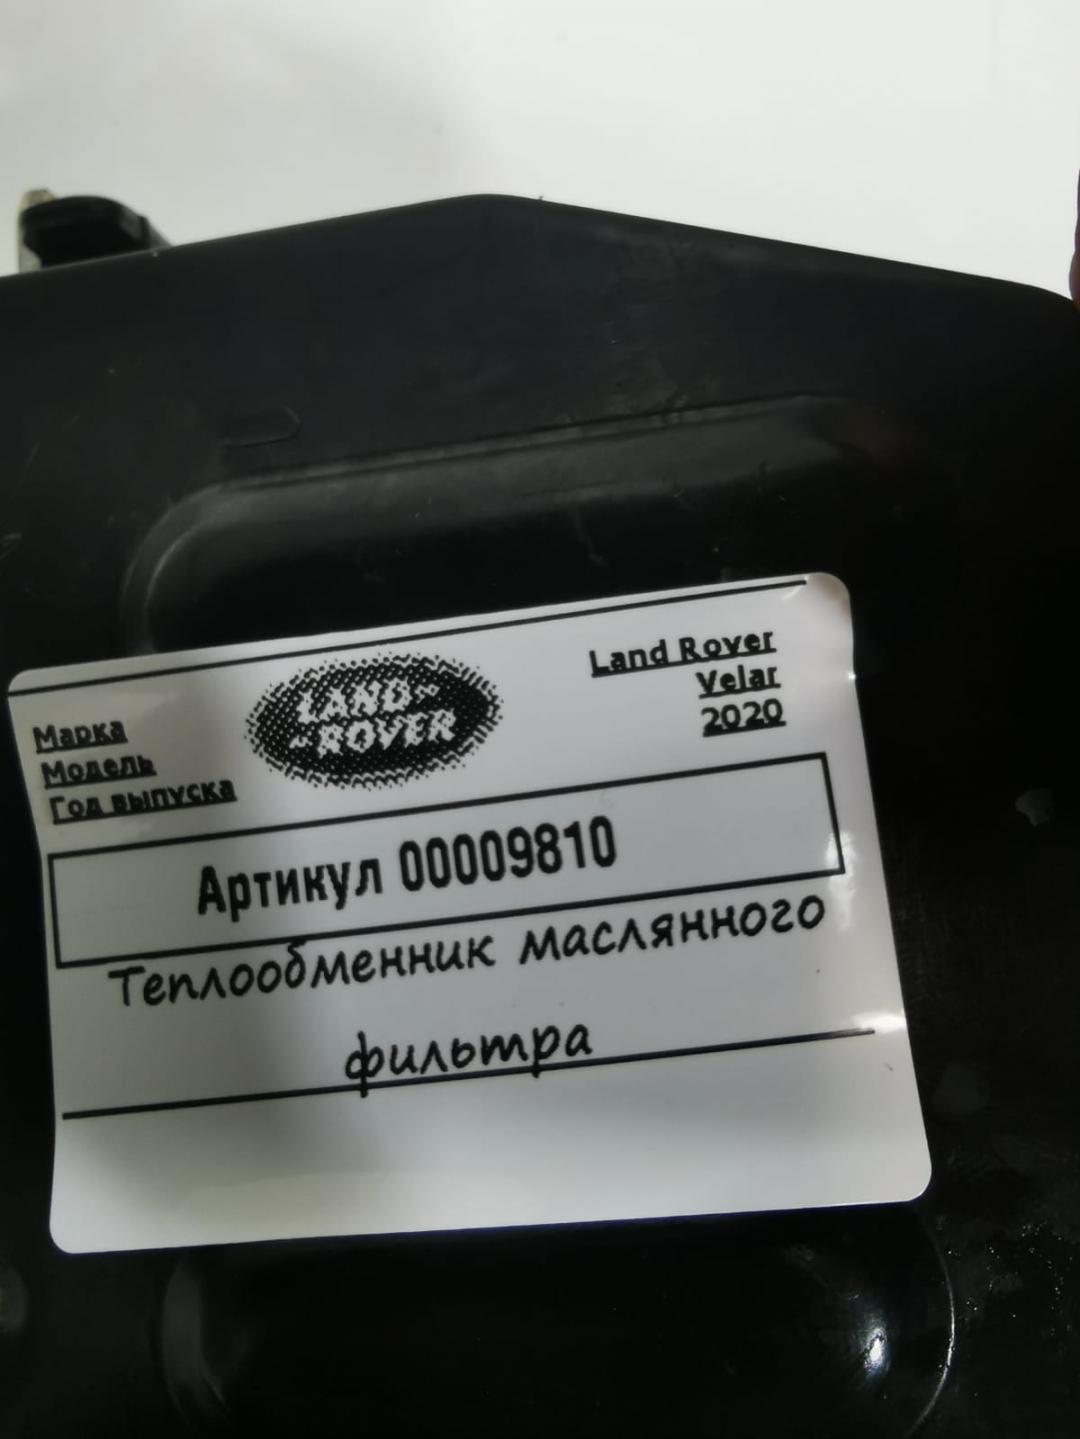 Марка
Модель
Год выпуска
LAND
ROVER
Land Rover
Velar
2020
Артикул 00009810
Теплообменник маслянного
фильтра